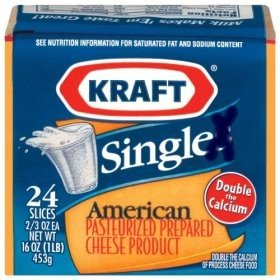 SEE NUTRITION INFORMATION FOR SATURATED FAT AND SODIUM CONTENT
KRAFT
Single
Double
the
Calcium
24
SLICES
2/3 OZ EA
NET WT
16 OZ (1LB)
453g
American
PASTEURIZED PREPARED
CHEESE PRODUCT
DOUBLE THE CALCIUM
OF PROCESS CHEESE FOOD